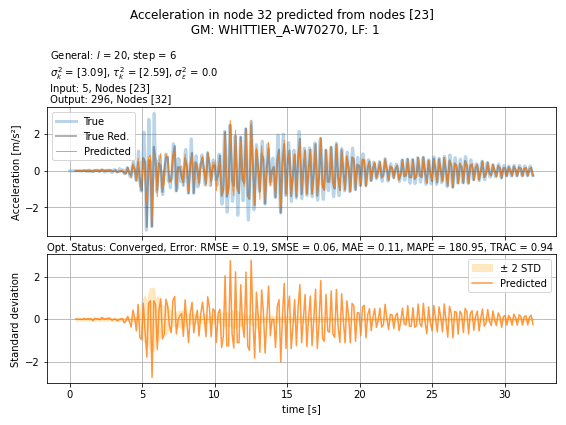 Acceleration in node 32 predicted from nodes [23]
GM: WHITTIER_A-W70270, LF: 1
General: l = 20, step = 6
σ²ₖ = [3.09], τ²ₖ = [2.59], σ²ε = 0.0
Input: 5, Nodes [23]
Output: 296, Nodes [32]
True
True Red.
Predicted
Acceleration [m/s²]
2
0
−2
Opt. Status: Converged, Error: RMSE = 0.19, SMSE = 0.06, MAE = 0.11, MAPE = 180.95, TRAC = 0.94
± 2 STD
Predicted
Standard deviation
2
0
−2
0 5 10 15 20 25 30
time [s]